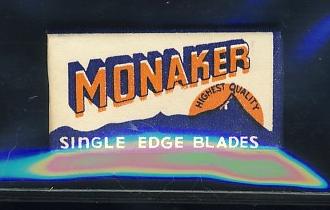 MONAKER
HIGHEST QUALITY
SINGLE EDGE BLADES